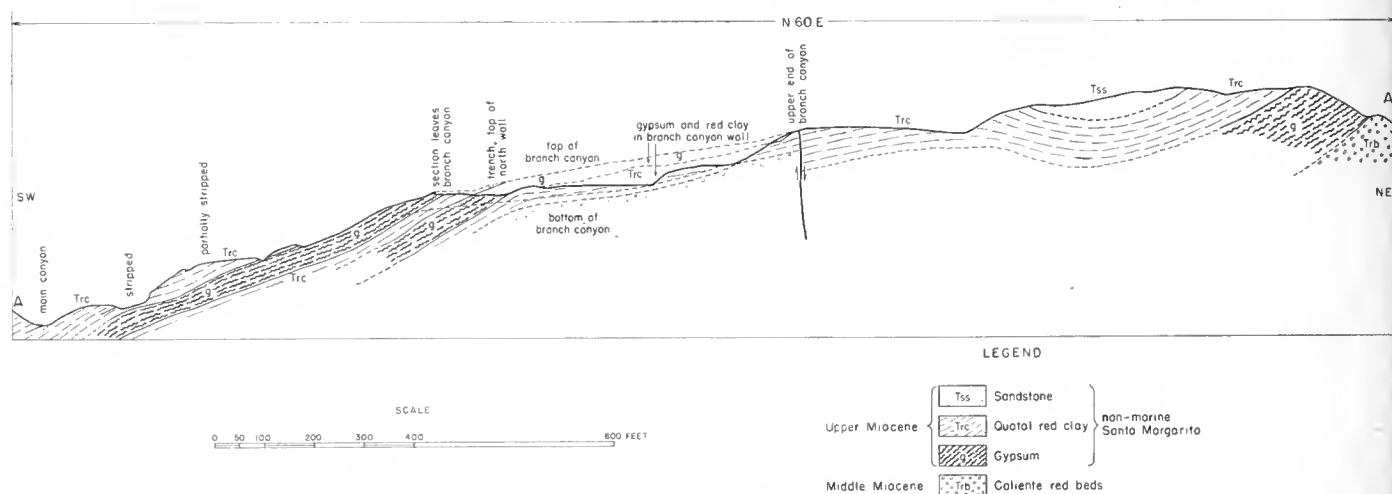 N 60 E
SW
A
main canyon
Trc
stripped
partially stripped
Trc
g
Trc
g
section leaves
branch canyon
trench, top of
north wall
g
top of
branch canyon
g
Trc
bottom of
branch canyon
gypsum and red clay
in branch canyon wall
g
upper end of
branch canyon
Trc
Tss
Trc
g
Trb
A
NE
SCALE
0 50 100 200 300 400 800 FEET
LEGEND
Upper Miocene
Tss Sandstone
Trc Quatal red clay
g Gypsum
non-marine
Santa Margarita
Middle Miocene Trb Caliente red beds